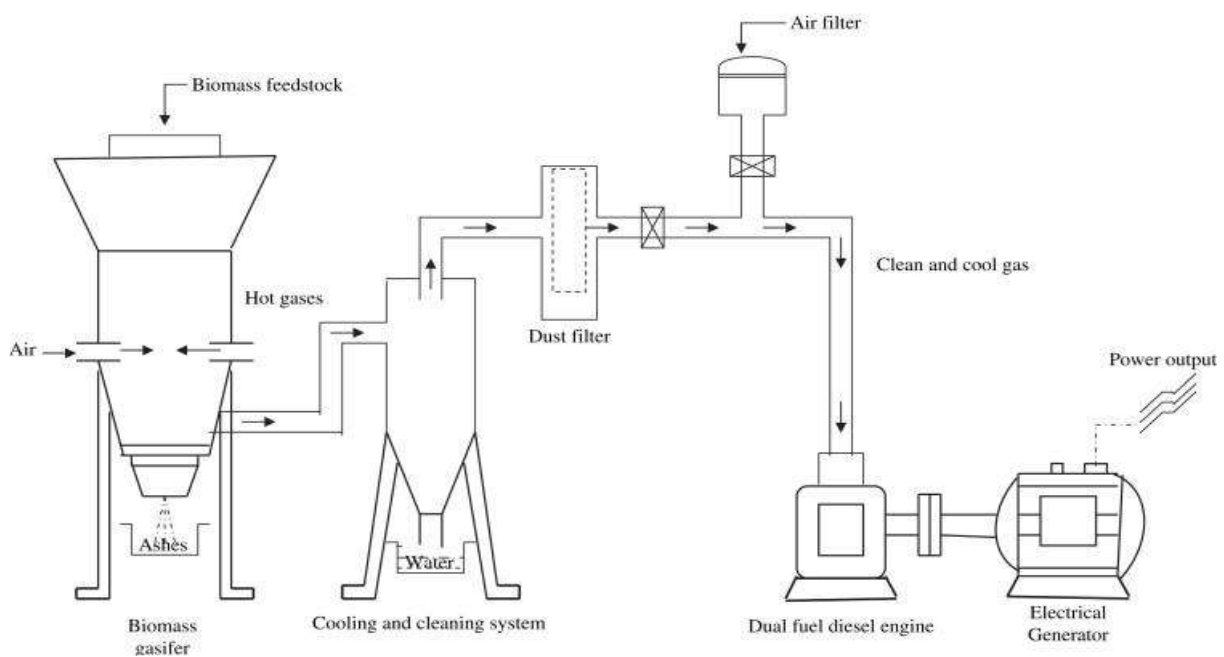 Air filter
Biomass feedstock
Clean and cool gas
Hot gases
Dust filter
Air
Power output
Ashes
Water
Biomass
gasifer
Cooling and cleaning system
Dual fuel diesel engine
Electrical
Generator